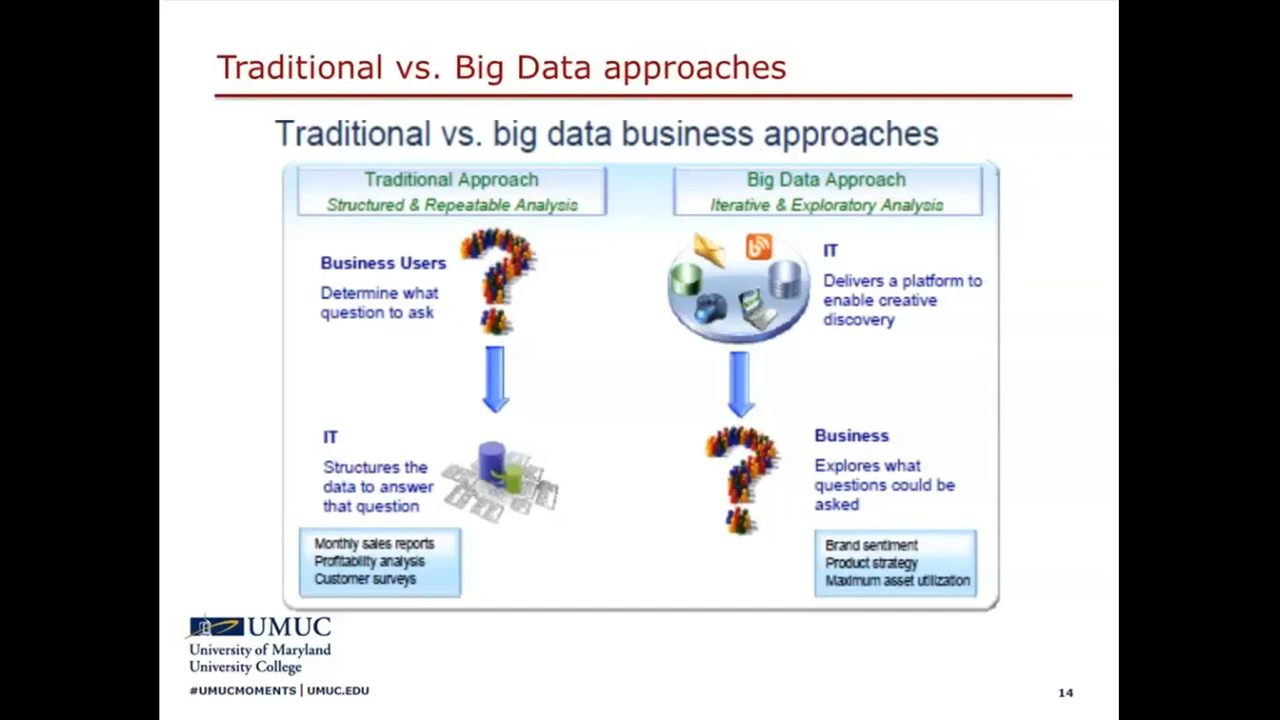 Traditional vs. Big Data approaches
Traditional vs. big data business approaches
Traditional Approach
Structured & Repeatable Analysis
Business Users
Determine what
question to ask
IT
Structures the
data to answer
that question
Monthly sales reports
Profitability analysis
Customer surveys
Big Data Approach
Iterative & Exploratory Analysis
IT
Delivers a platform to
enable creative
discovery
Business
Explores what
questions could be
asked
Brand sentiment
Product strategy
Maximum asset utilization
UMUC
University of Maryland
University College
#UMUCMOMENTS | UMUC.EDU
14